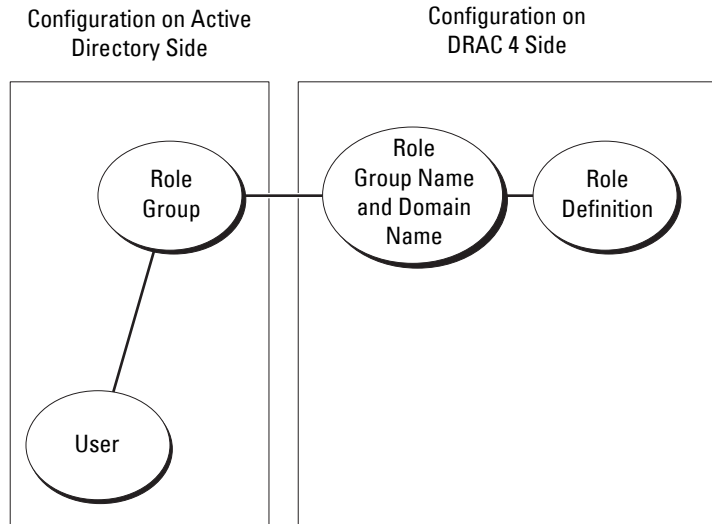 Configuration on Active
Directory Side
Configuration on
DRAC 4 Side
Role
Group
Role
Group Name
and Domain
Name
Role
Definition
User